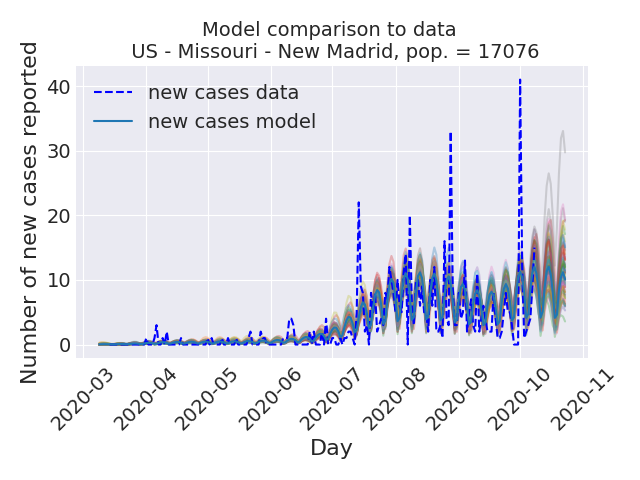 Model comparison to data
US - Missouri - New Madrid, pop. = 17076
Number of new cases reported
40
30
20
10
0
new cases data
new cases model
2020-03
2020-04
2020-05
2020-06
2020-07
2020-08
2020-09
2020-10
2020-11
Day